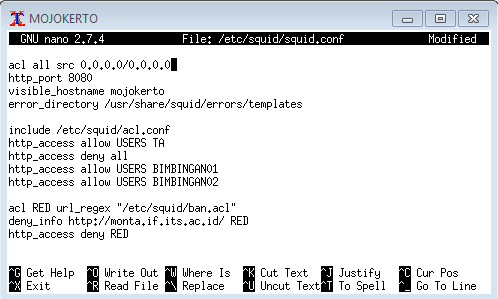 MOJOKERTO
GNU nano 2.7.4 File: /etc/squid/squid.conf Modified
acl all src 0.0.0.0/0.0.0.0
http_port 8080
visible_hostname mojokerto
error_directory /usr/share/squid/errors/templates
include /etc/squid/acl.conf
http_access allow USERS TA
http_access deny all
http_access allow USERS BIMBINGAN01
http_access allow USERS BIMBINGAN02
acl RED url_regex "/etc/squid/ban.acl"
deny_info http://monta.if.its.ac.id/ RED
http_access deny RED
^G Get Help ^O Write Out ^W Where Is ^K Cut Text ^J Justify ^C Cur Pos
^X Exit ^R Read File ^\ Replace ^U Uncut Text ^T To Spell ^_ Go To Line